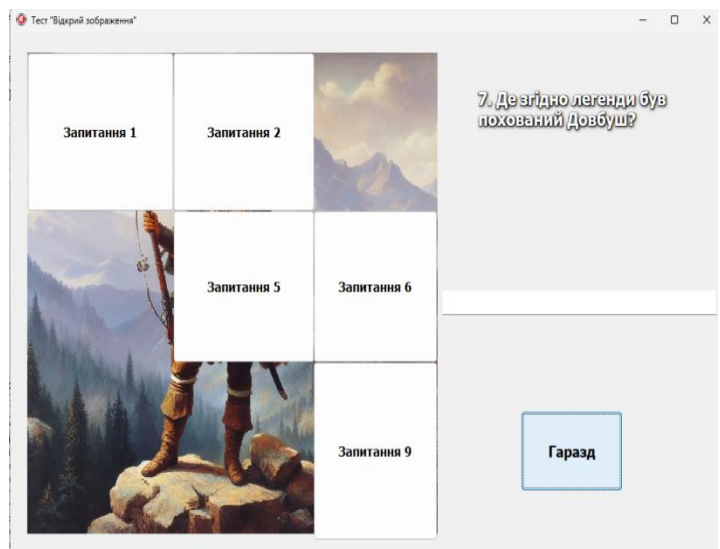 Тест "Відкрий зображення"
Запитання 1
Запитання 2
7. Де згідно легенди був
похований Довбуш?
Запитання 5
Запитання 6
Запитання 9
Гаразд